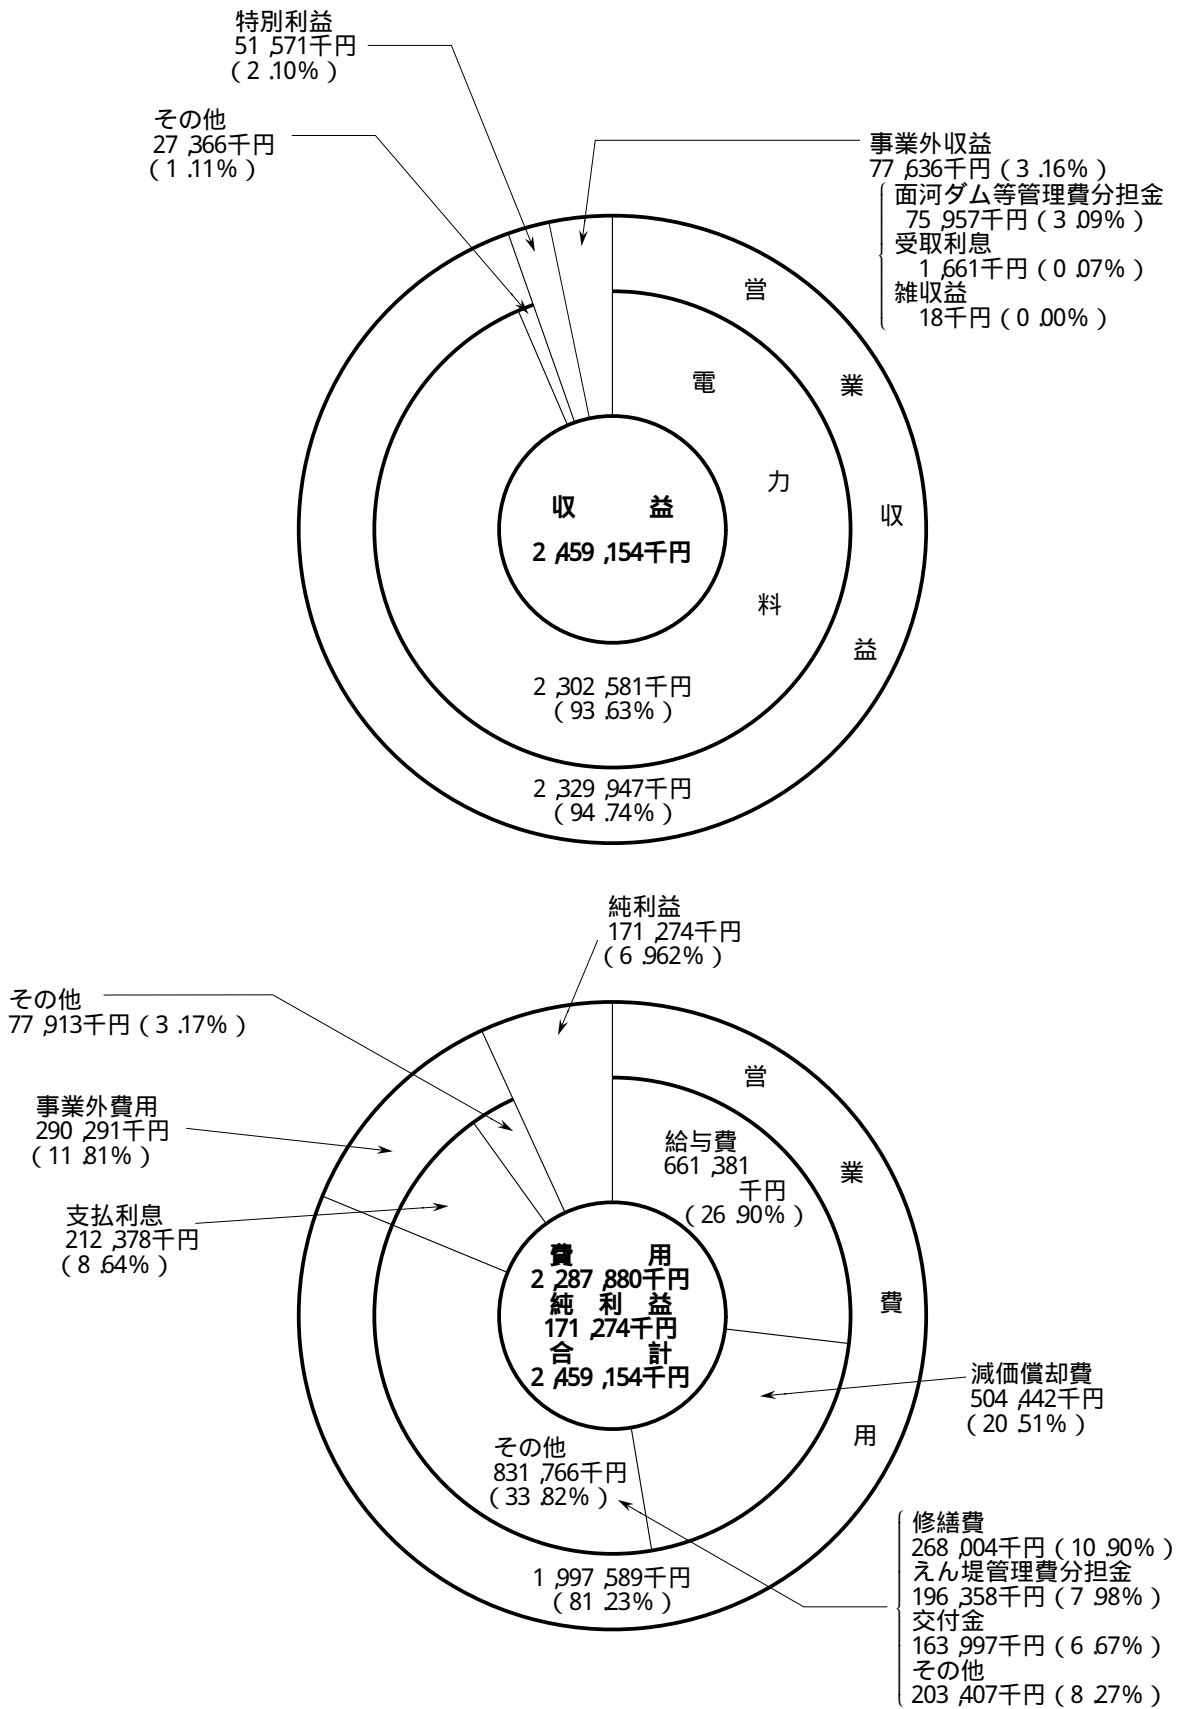 特別利益
51,571千円
(2.10%)
その他
27,366千円
(1.11%)
事業外収益
77,636千円(3.16%)
面河ダム等管理費分担金
75,957千円(3.09%)
受取利息
1,661千円(0.07%)
雑収益
18千円(0.00%)
営業収益
電力料
収 益
2,459,154千円
2,302,581千円
(93.63%)
2,329,947千円
(94.74%)
純利益
171,274千円
(6.962%)
その他
77,913千円(3.17%)
事業外費用
290,291千円
(11.81%)
支払利息
212,378千円
(8.64%)
営業費用
給与費
661,381
千円
(26.90%)
費 用
2,287,880千円
純 利 益
171,274千円
合 計
2,459,154千円
減価償却費
504,442千円
(20.51%)
その他
831,766千円
(33.82%)
修繕費
268,004千円(10.90%)
えん堤管理費分担金
196,358千円(7.98%)
交付金
163,997千円(6.67%)
その他
203,407千円(8.27%)
1,997,589千円
(81.23%)